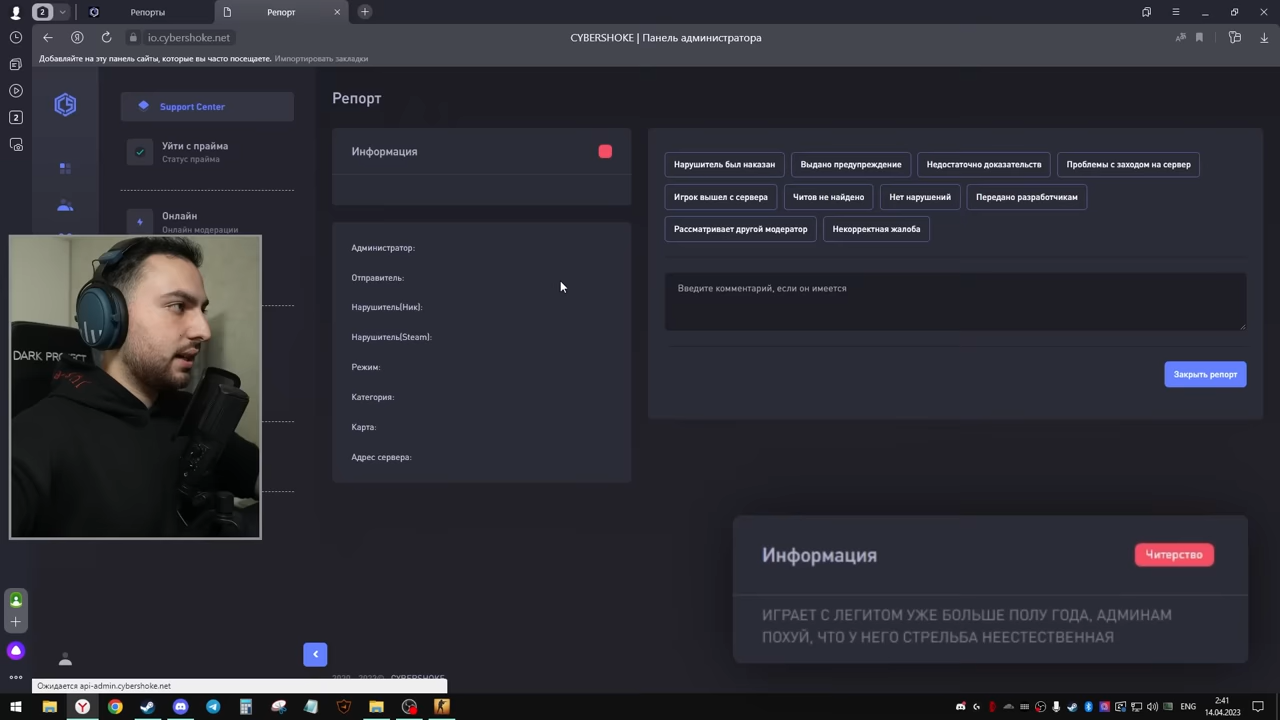 2
Репорты
Репорт
io.cybershoke.net
CYBERSHOKE | Панель администратора
Добавляйте на эту панель сайты, которые вы часто посещаете. Импортировать закладки
2
Support Center
Уйти с прайма
Статус прайма
Онлайн
Онлайн модерации
DARK PROJECT
Репорт
Информация
Администратор:
Отправитель:
Нарушитель(Ник):
Нарушитель(Steam):
Режим:
Категория:
Карта:
Адрес сервера:
Нарушитель был наказан
Выдано предупреждение
Недостаточно доказательств
Проблемы с заходом на сервер
Игрок вышел с сервера
Читов не найдено
Нет нарушений
Передано разработчикам
Рассматривает другой модератор
Некорректная жалоба
Введите комментарий, если он имеется
Закрыть репорт
Информация
Читерство
ИГРАЕТ С ЛЕГИТОМ УЖЕ БОЛЬШЕ ПОЛУ ГОДА, АДМИНАМ
ПОХУЙ, ЧТО У НЕГО СТРЕЛЬБА НЕЕСТЕСТВЕННАЯ
CYBERSHOKE
Ожидается api-admin.cybershoke.net
ENG
2:41
14.04.2023